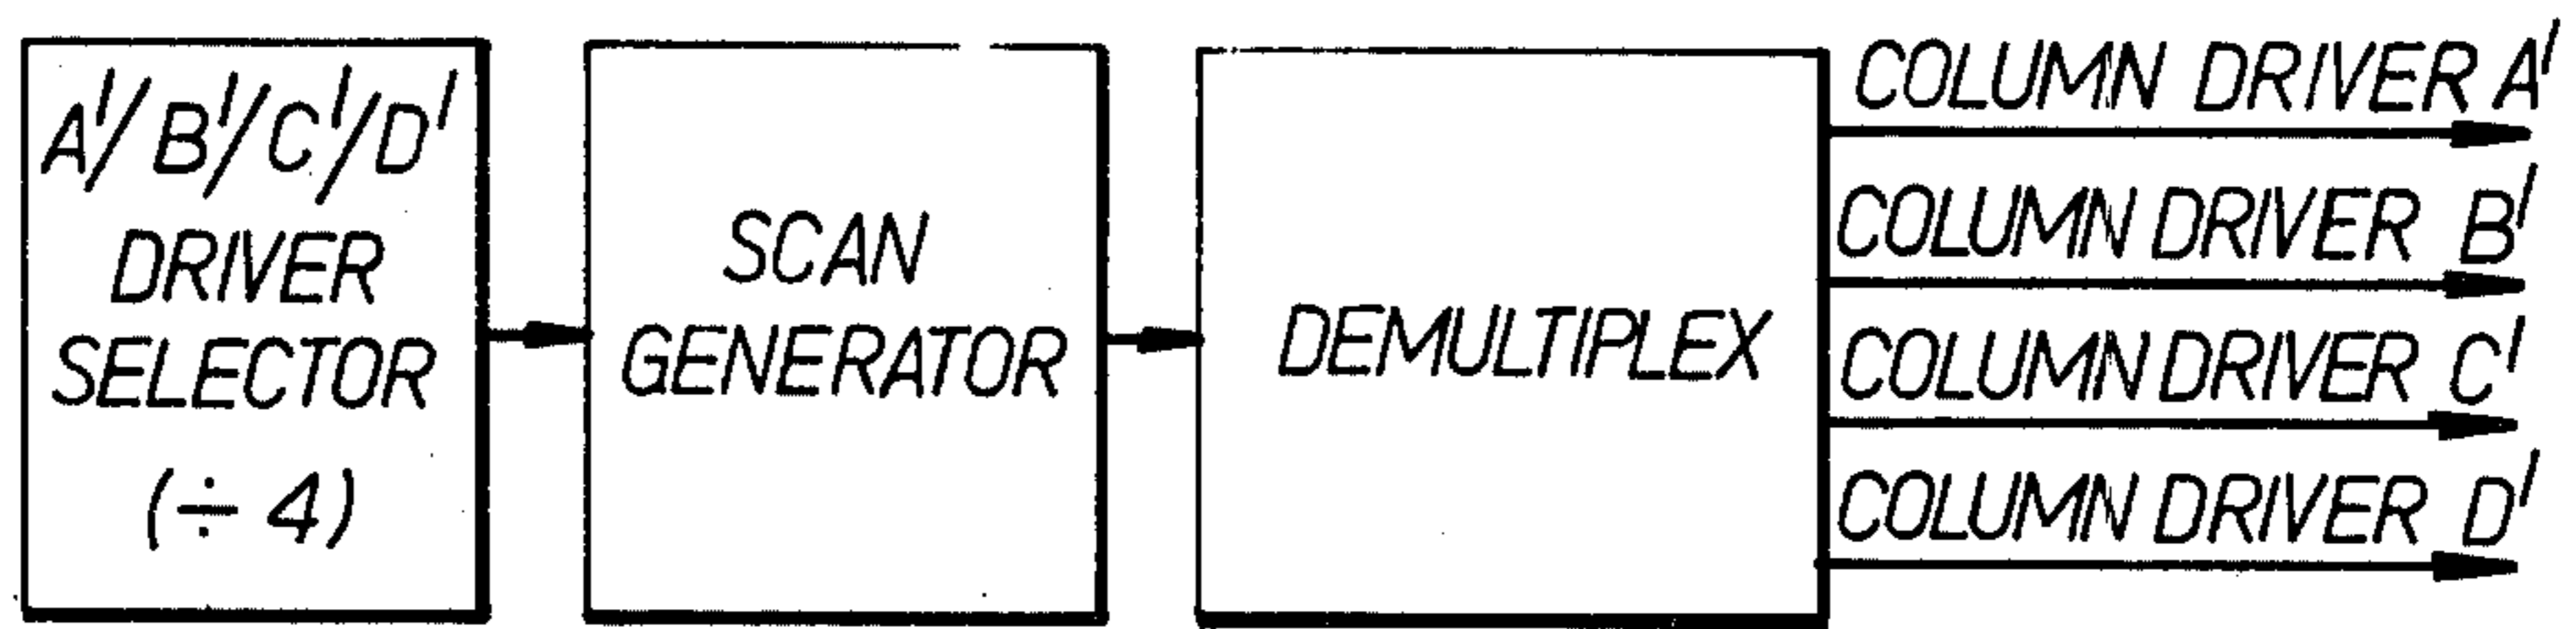 A'/B'/C'/D'
DRIVER
SELECTOR
(÷ 4)
SCAN
GENERATOR
DEMULTIPLEX
COLUMN DRIVER A'
COLUMN DRIVER B'
COLUMN DRIVER C'
COLUMN DRIVER D'